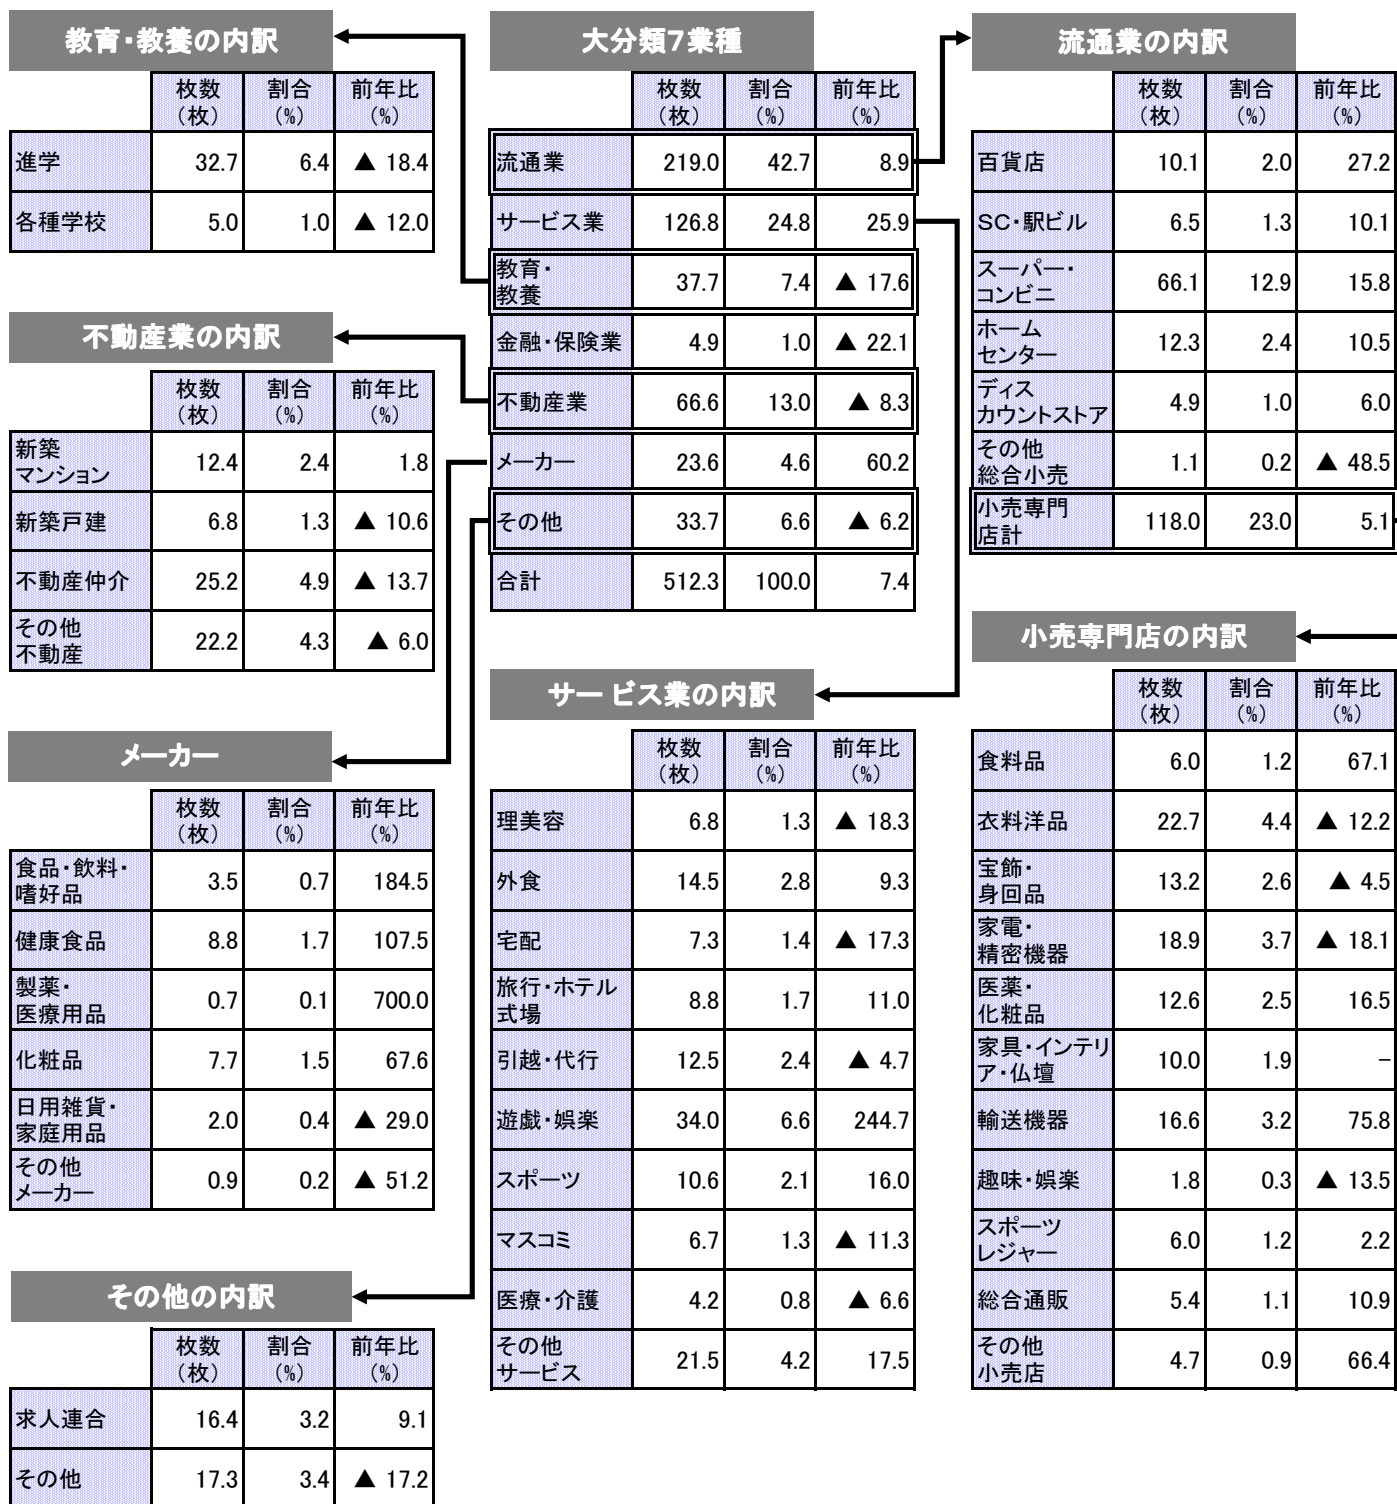 教育・教養の内訳
枚数 割合 前年比
（枚） （%） （%）
進学 32.7 6.4 ▲ 18.4
各種学校 5.0 1.0 ▲ 12.0
不動産業の内訳
枚数 割合 前年比
（枚） （%） （%）
新築
マンション 12.4 2.4 1.8
新築戸建 6.8 1.3 ▲ 10.6
不動産仲介 25.2 4.9 ▲ 13.7
その他
不動産 22.2 4.3 ▲ 6.0
メーカー
枚数 割合 前年比
（枚） （%） （%）
食品・飲料・
嗜好品 3.5 0.7 184.5
健康食品 8.8 1.7 107.5
製薬・
医療用品 0.7 0.1 700.0
化粧品 7.7 1.5 67.6
日用雑貨・
家庭用品 2.0 0.4 ▲ 29.0
その他
メーカー 0.9 0.2 ▲ 51.2
その他の内訳
枚数 割合 前年比
（枚） （%） （%）
求人連合 16.4 3.2 9.1
その他 17.3 3.4 ▲ 17.2
大分類7業種
枚数 割合 前年比
（枚） （%） （%）
流通業 219.0 42.7 8.9
サービス業 126.8 24.8 25.9
教育・
教養 37.7 7.4 ▲ 17.6
金融・保険業 4.9 1.0 ▲ 22.1
不動産業 66.6 13.0 ▲ 8.3
メーカー 23.6 4.6 60.2
その他 33.7 6.6 ▲ 6.2
合計 512.3 100.0 7.4
サービス業の内訳
枚数 割合 前年比
（枚） （%） （%）
理美容 6.8 1.3 ▲ 18.3
外食 14.5 2.8 9.3
宅配 7.3 1.4 ▲ 17.3
旅行・ホテル
式場 8.8 1.7 11.0
引越・代行 12.5 2.4 ▲ 4.7
遊戯・娯楽 34.0 6.6 244.7
スポーツ 10.6 2.1 16.0
マスコミ 6.7 1.3 ▲ 11.3
医療・介護 4.2 0.8 ▲ 6.6
その他
サービス 21.5 4.2 17.5
流通業の内訳
枚数 割合 前年比
（枚） （%） （%）
百貨店 10.1 2.0 27.2
SC・駅ビル 6.5 1.3 10.1
スーパー・
コンビニ 66.1 12.9 15.8
ホーム
センター 12.3 2.4 10.5
ディス
カウントストア 4.9 1.0 6.0
その他
総合小売 1.1 0.2 ▲ 48.5
小売専門
店計 118.0 23.0 5.1
小売専門店の内訳
枚数 割合 前年比
（枚） （%） （%）
食料品 6.0 1.2 67.1
衣料洋品 22.7 4.4 ▲ 12.2
宝飾・
身回品 13.2 2.6 ▲ 4.5
家電・
精密機器 18.9 3.7 ▲ 18.1
医薬・
化粧品 12.6 2.5 16.5
家具・インテリ
ア・仏壇 10.0 1.9 −
輸送機器 16.6 3.2 75.8
趣味・娯楽 1.8 0.3 ▲ 13.5
スポーツ
レジャー 6.0 1.2 2.2
総合通販 5.4 1.1 10.9
その他
小売店 4.7 0.9 66.4